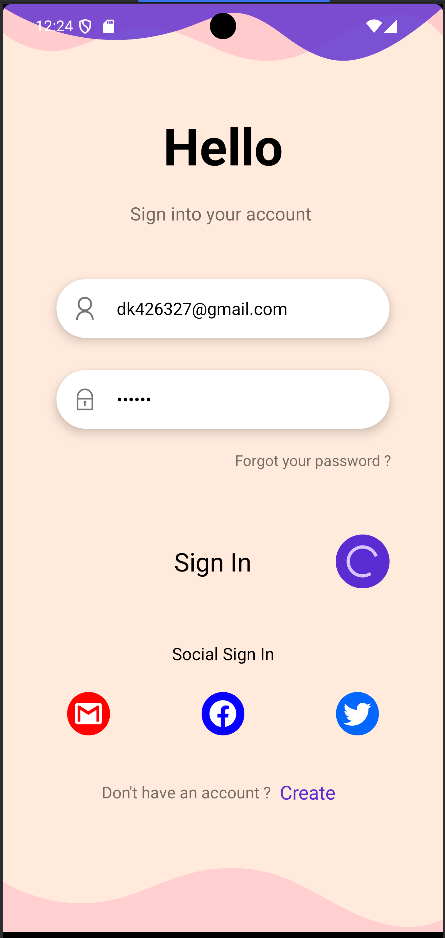 12:24
Hello
Sign into your account
dk426327@gmail.com
••••••
Forgot your password ?
Sign In
Social Sign In
Don't have an account ? Create